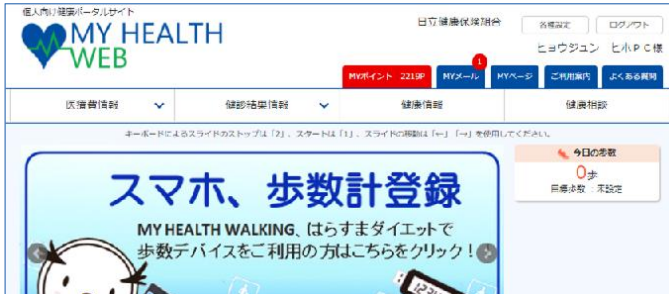 個人向け健康ポータルサイト
MY HEALTH WEB
日立健康保険組合
各種設定
ログアウト
ヒョウジュン ヒホPC様
MYポイント 2219P
MYメール
1
MYページ
ご利用案内
よくある質問
医療費情報
健診結果情報
健康情報
健康相談
キーボードによるスライドのストップは「2」、スタートは「1」、スライドの移動は「←」「→」を使用してください。
今日の歩数
0歩
目標歩数:未設定
スマホ、歩数計登録
MY HEALTH WALKING、はらすまダイエットで
歩数デバイスをご利用の方はこちらをクリック!